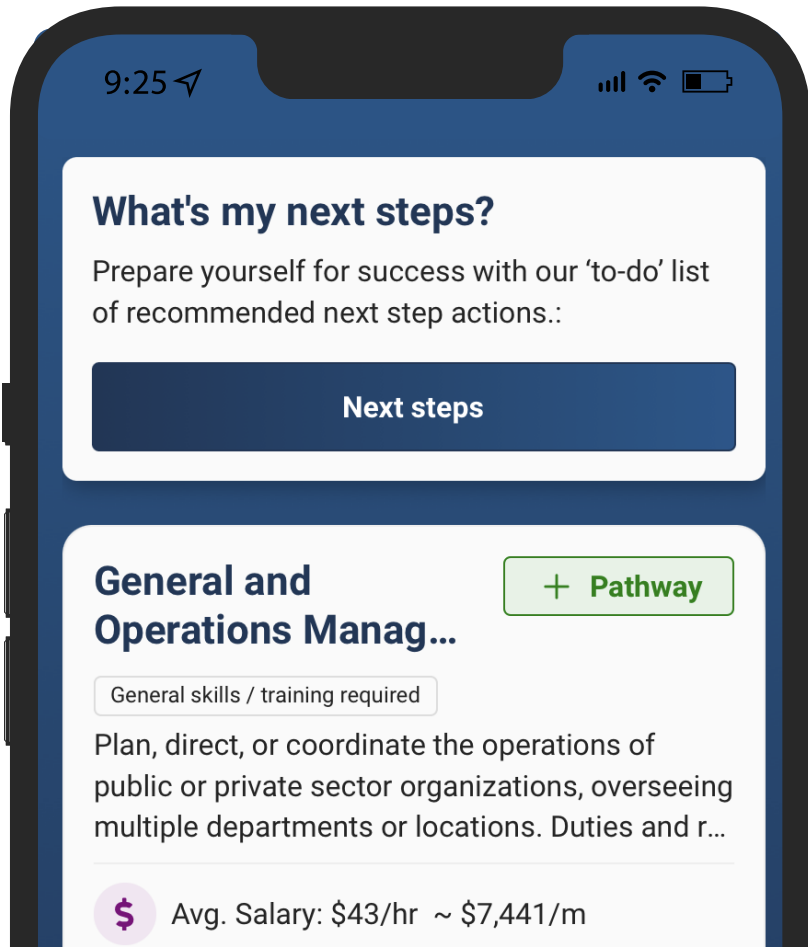 9:25
What's my next steps?
Prepare yourself for success with our ‘to-do’ list
of recommended next step actions.:
Next steps
General and
Operations Manag...
+ Pathway
General skills / training required
Plan, direct, or coordinate the operations of
public or private sector organizations, overseeing
multiple departments or locations. Duties and r...
$ Avg. Salary: $43/hr ~ $7,441/m